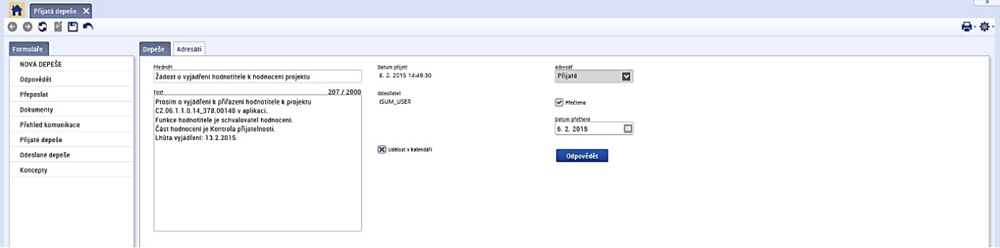 Přijatá depeše
Formuláře
NOVÁ DEPEŠE
Odpovědět
Přeposlat
Dokumenty
Přehled komunikace
Přijaté depeše
Odeslané depeše
Koncepty
Depeše
Adresáti
Předmět
Žádost o vyjádření hodnotitele k hodnocení projektu
Text 207 / 2000
Prosím o vyjádření k přiřazení hodnotitele k projektu
CZ.06.1.1.0.14_378.00140 v aplikaci.
Funkce hodnotitele je schvalovatel hodnocení.
Část hodnocení je Kontrola přijatelnosti.
Lhůta vyjádření: 13.2.2015.
Datum přijetí
6. 2. 2015 14:49:30
Odesílatel
ISUM_USER
Událost v kalendáři
Adresář
Přijaté
Přečteno
Datum přečtení
6. 2. 2015
Odpovědět